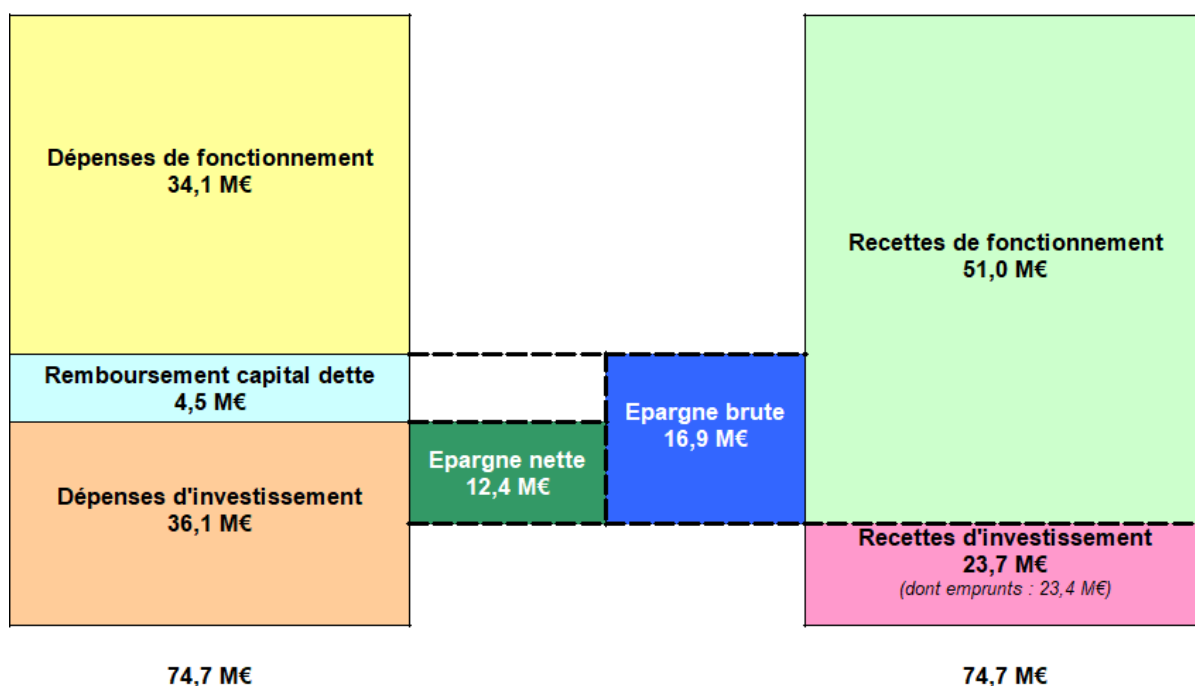 Dépenses de fonctionnement
34,1 M€
Remboursement capital dette
4,5 M€
Dépenses d'investissement
36,1 M€
74,7 M€
Epargne nette
12,4 M€
Epargne brute
16,9 M€
Recettes de fonctionnement
51,0 M€
Recettes d'investissement
23,7 M€
(dont emprunts : 23,4 M€)
74,7 M€